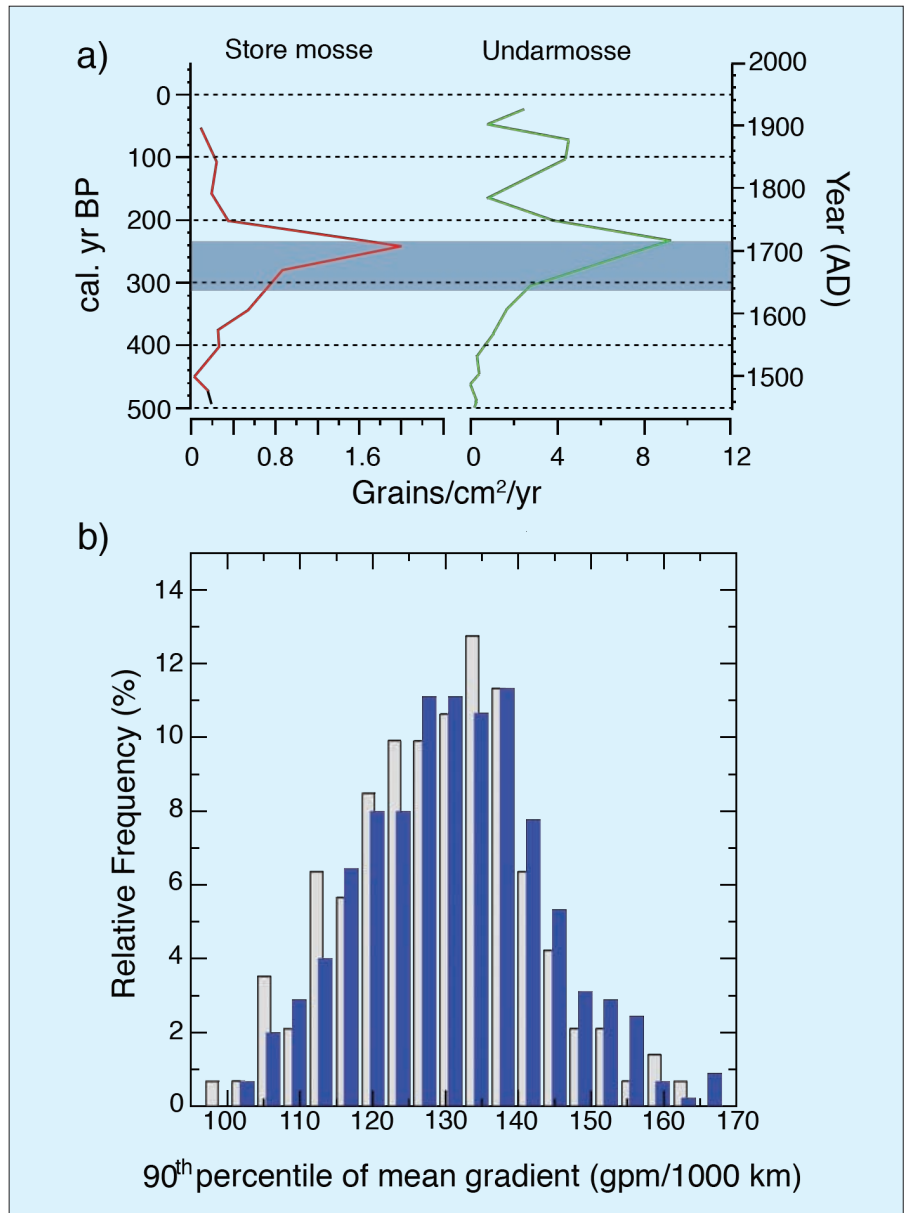 a)
Store mosse
Undarmosse
0
100
200
300
400
500
cal. yr BP
2000
1900
1800
1700
1600
1500
Year (AD)
0 0.8 1.6
0 4 8 12
Grains/cm²/yr
b)
14
12
10
8
6
4
2
0
Relative Frequency (%)
100 110 120 130 140 150 160 170
90th percentile of mean gradient (gpm/1000 km)